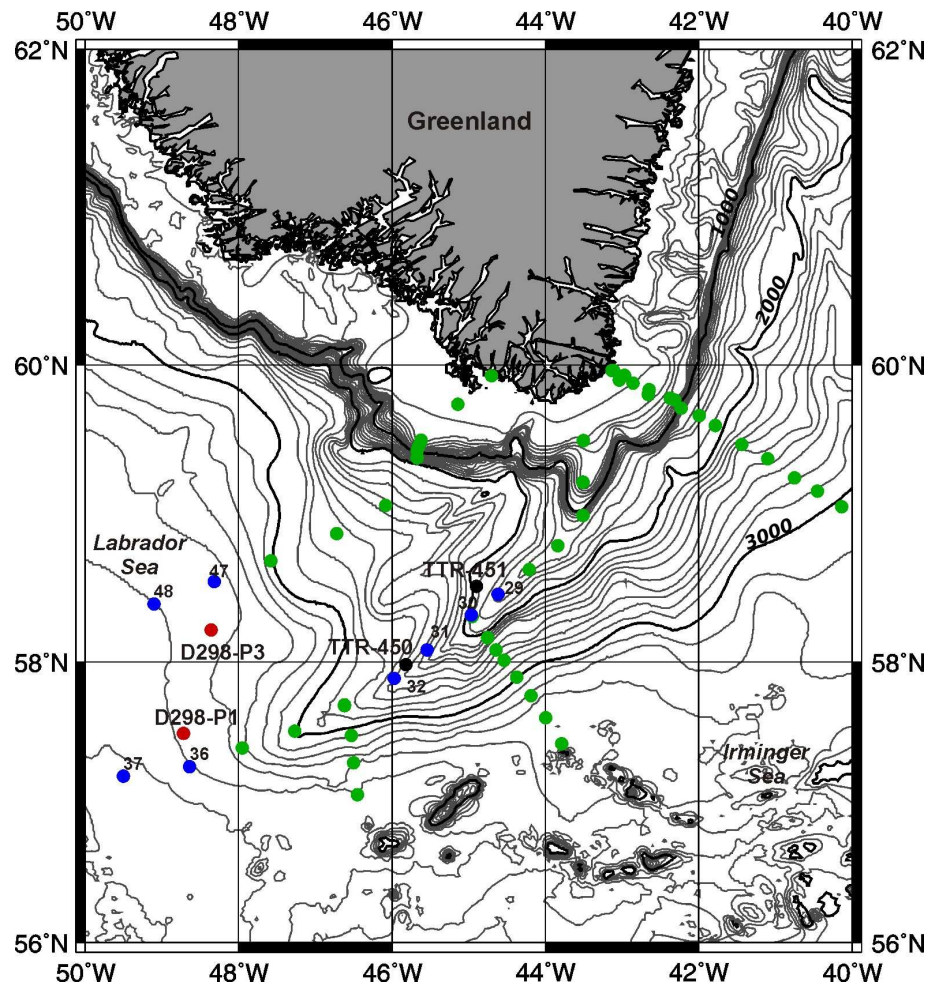 50°W 48°W 46°W 44°W 42°W 40°W
62°N 62°N
Greenland
1000
2000
60°N 60°N
3000
Labrador
Sea
47
48
TTR-451
29
30
D298-P3
31
TTR-450
58°N 58°N
32
D298-P1
36
37
Irminger
Sea
56°N 56°N
50°W 48°W 46°W 44°W 42°W 40°W